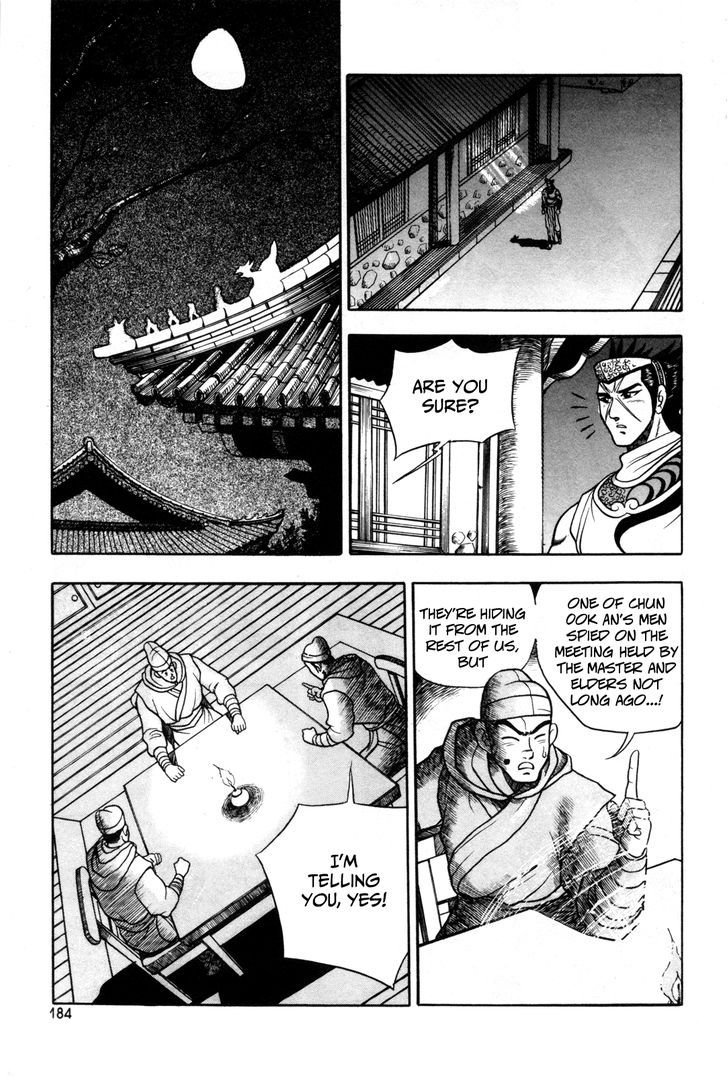 ARE YOU
SURE?
I'M
TELLING
YOU, YES!
THEY'RE HIDING
IT FROM THE
REST OF US,
BUT
ONE OF CHUN
OOK AN'S MEN
SPIED ON THE
MEETING HELD BY
THE MASTER AND
ELDERS NOT
LONG AGO...!
184